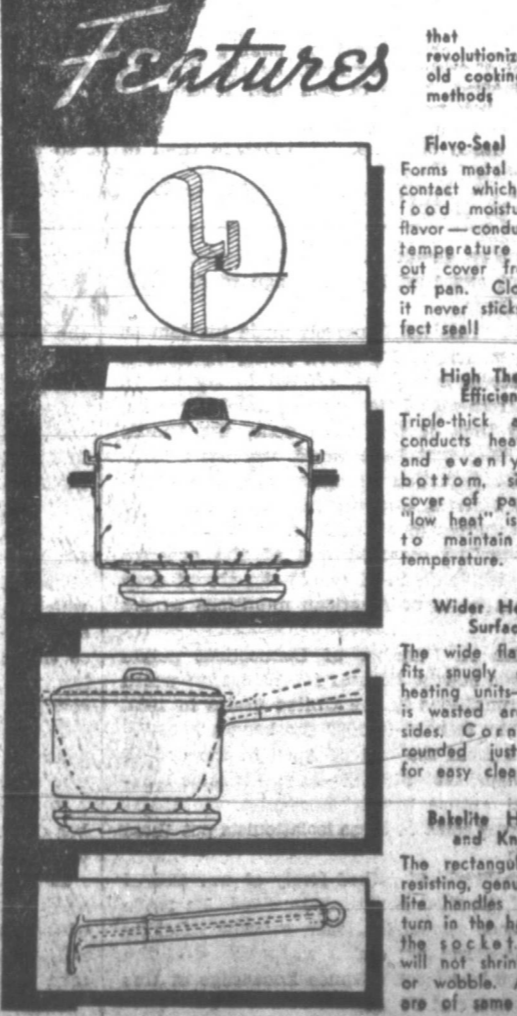 Features
that
revolutioniz
old cooking
methods
Flavo-Seal
Forms metal
contact which
food moistu
flavor—condu
temperature
out cover fr
of pan. Clo
it never sticks
fect seal!
High The
Efficien
Triple-thick a
conducts hea
and evenly
bottom, si
cover of pa
"low heat" is
to maintain
temperature.
Wider He
Surfac
The wide fla
fits snugly
heating units—
is wasted ar
sides. Corn
rounded just
for easy clea
Bakelite H
and Kn
The rectangul
resisting, genu
lite handles
turn in the h
the socket.
will not shrin
or wobble. A
are of same